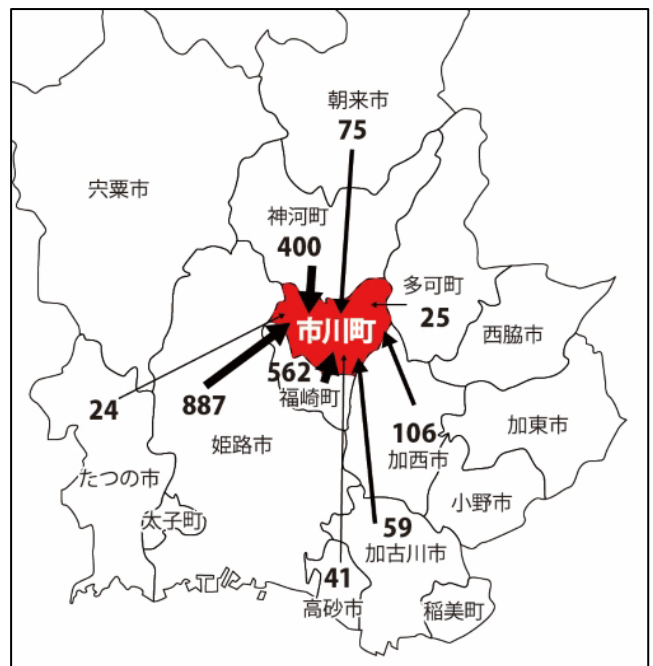 朝来市
75
宍粟市
神河町
400
多可町
25
市川町
西脇市
562
福崎町
24
887
106
加西市
加東市
姫路市
たつの市
小野市
太子町
59
加古川市
41
高砂市
稲美町